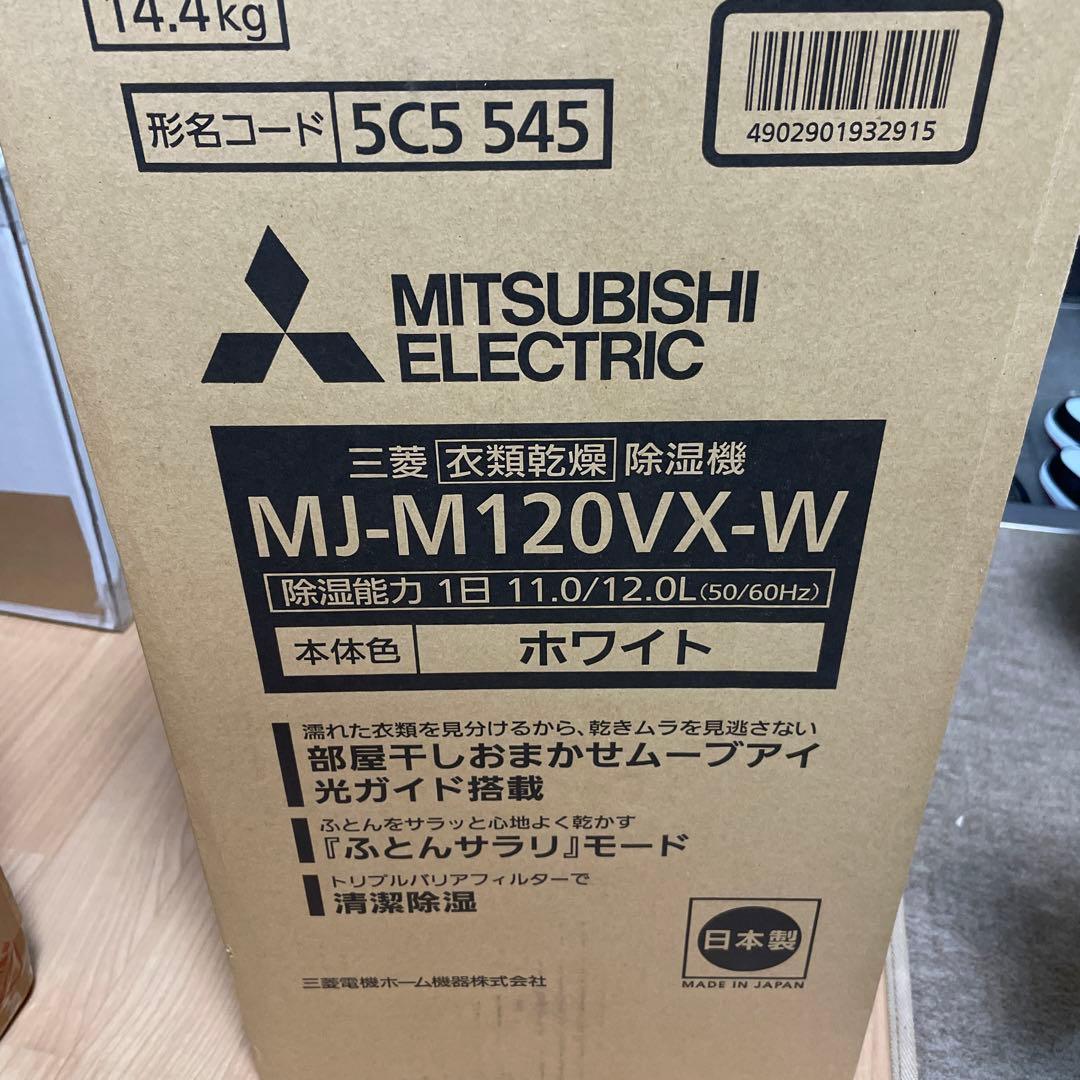 14.4kg
形名コード 5C5 545
4902901932915
MITSUBISHI
ELECTRIC
三菱 衣類乾燥 除湿機
MJ-M120VX-W
除湿能力 1日 11.0/12.0L(50/60Hz)
本体色 ホワイト
濡れた衣類を見分けるから、乾きムラを見逃さない
部屋干しおまかせムーブアイ
光ガイド搭載
ふとんをサラッと心地よく乾かす
『ふとんサラリ』モード
トリプルバリアフィルターで
清潔除湿
日本製
MADE IN JAPAN
三菱電機ホーム機器株式会社